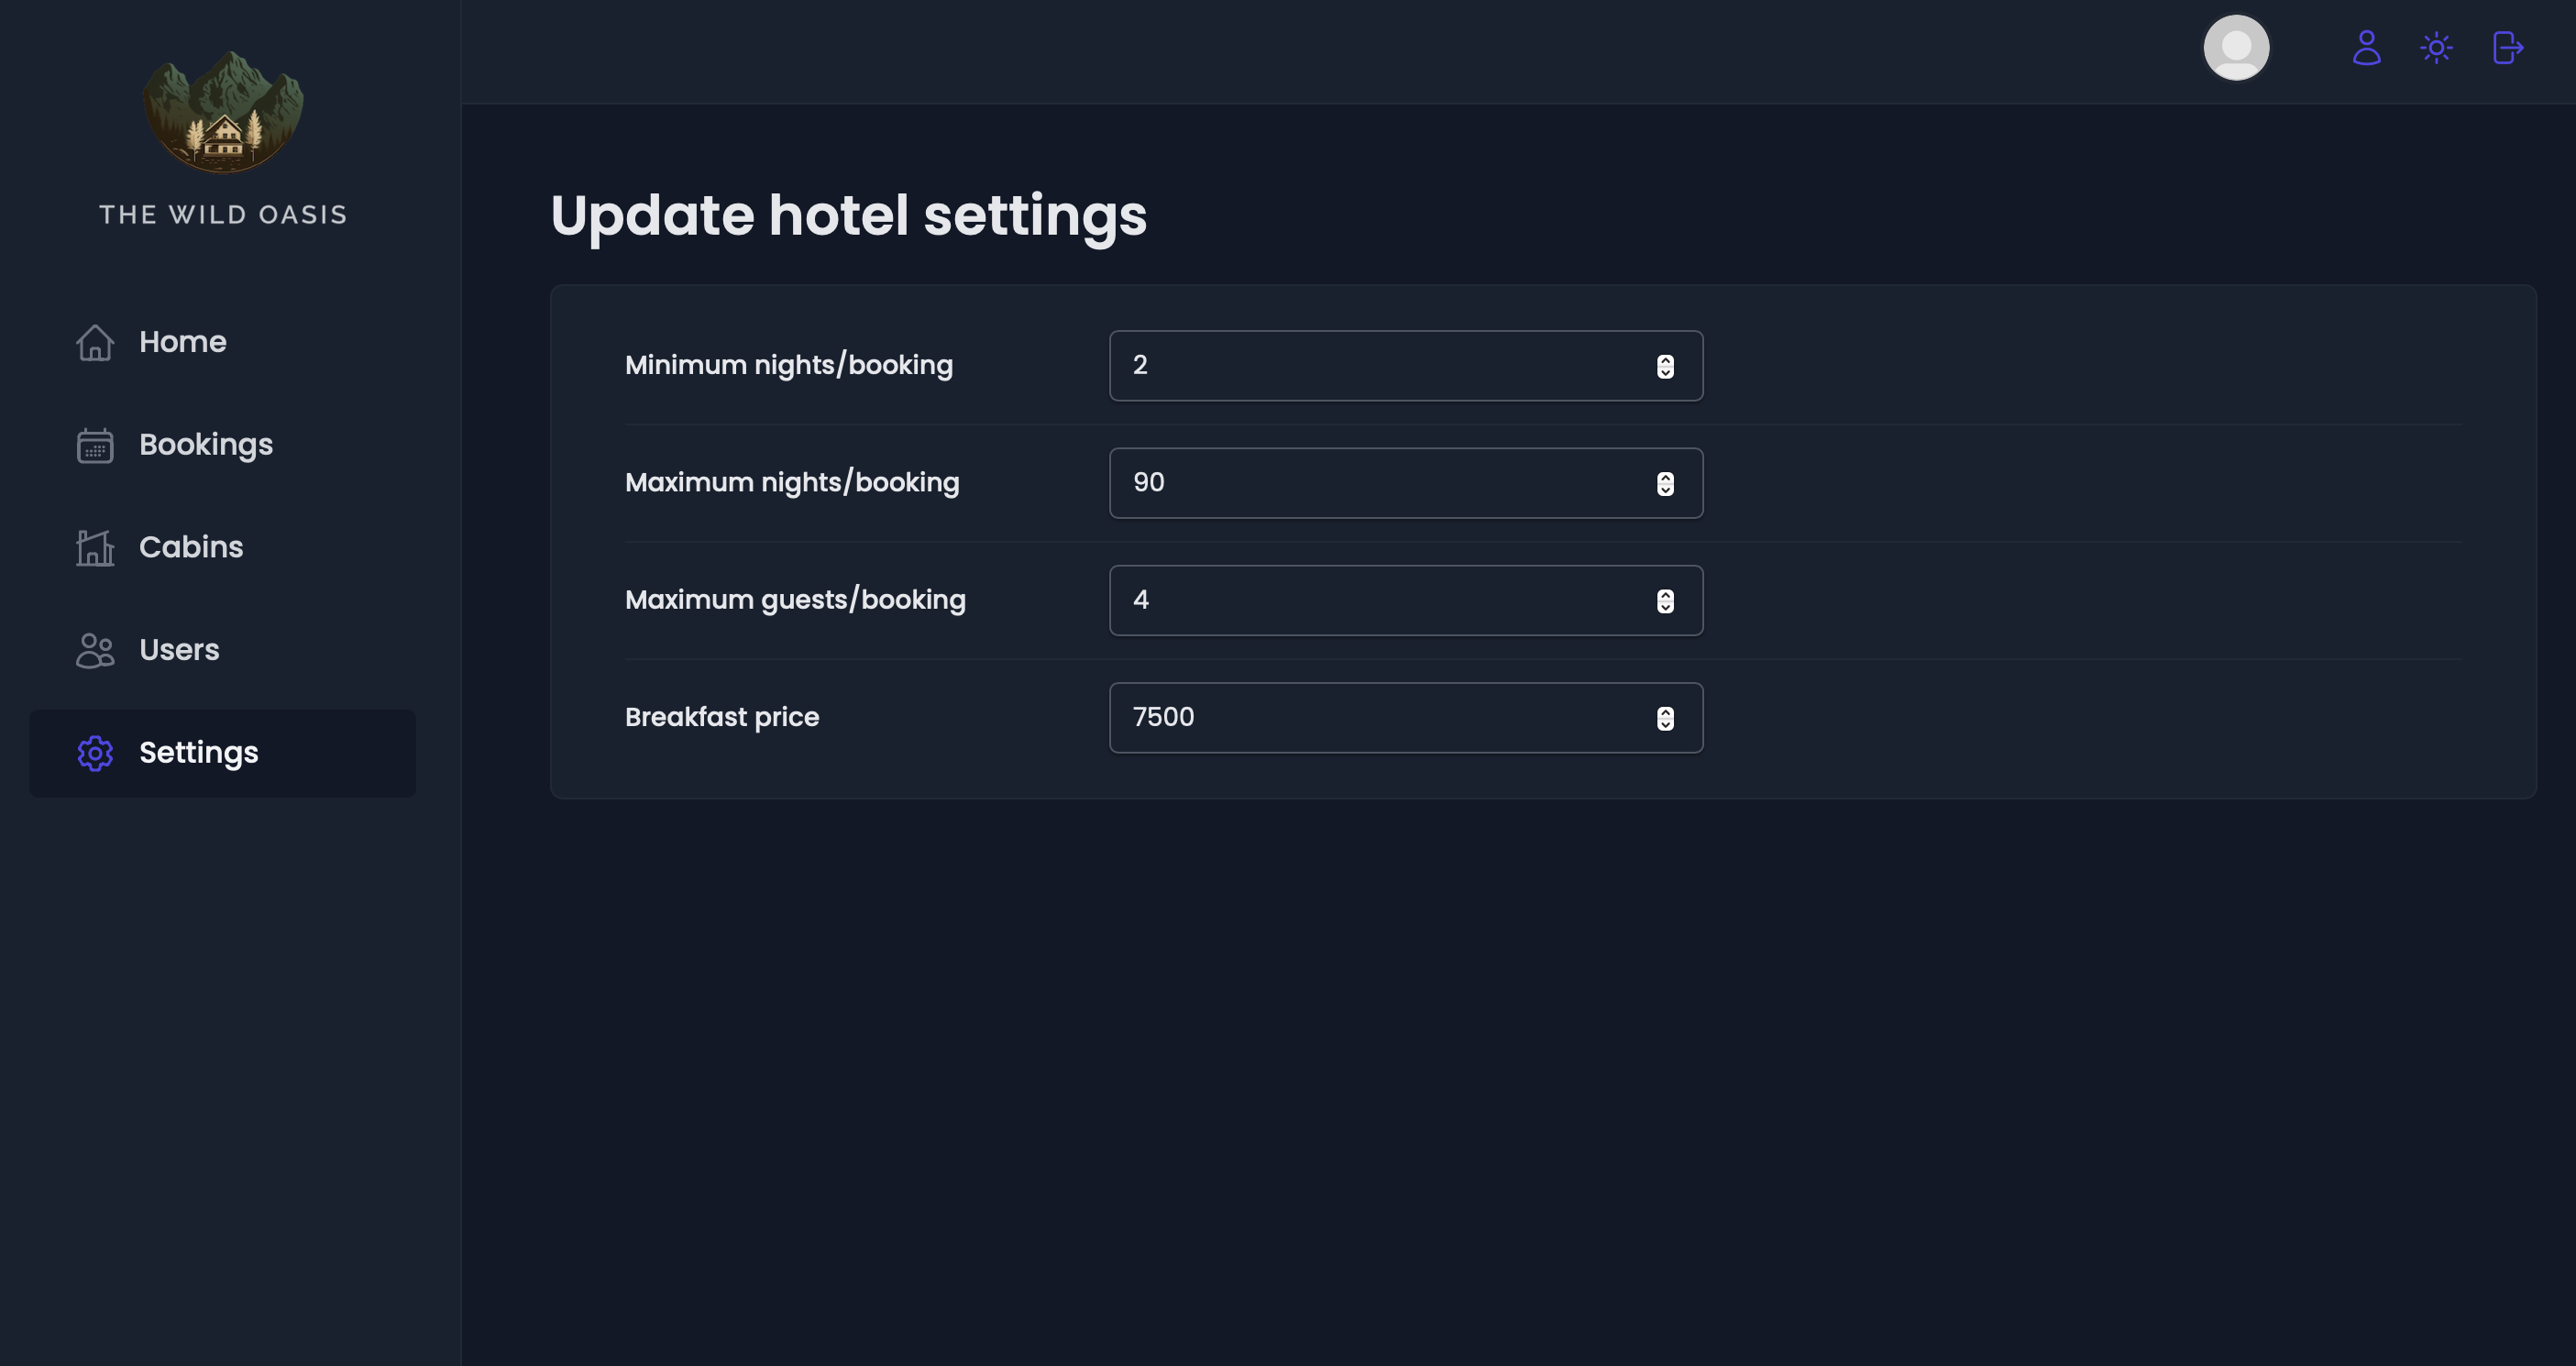 THE WILD OASIS
Home
Bookings
Cabins
Users
Settings
Update hotel settings
Minimum nights/booking
2
Maximum nights/booking
90
Maximum guests/booking
4
Breakfast price
7500